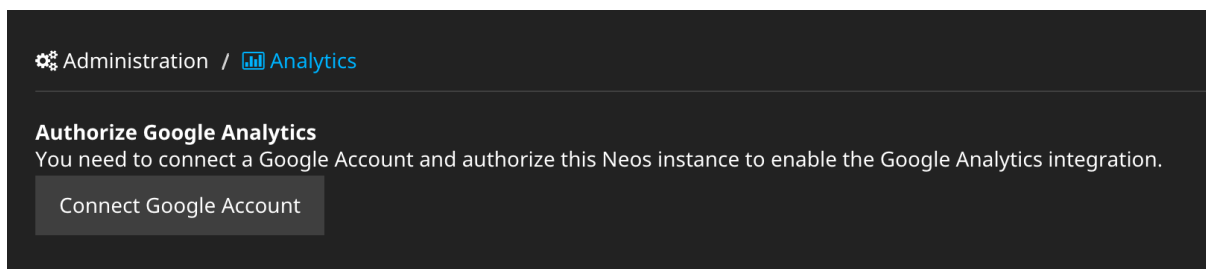 Administration / Analytics
Authorize Google Analytics
You need to connect a Google Account and authorize this Neos instance to enable the Google Analytics integration.
Connect Google Account